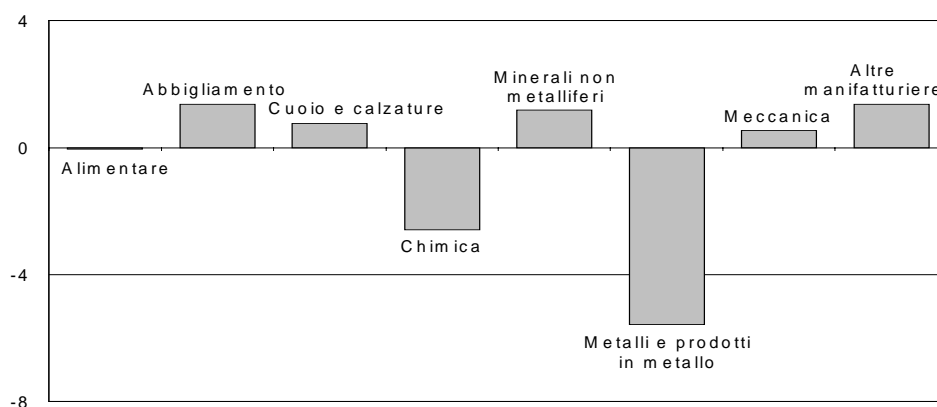 4
Abbigliamento
Cuoio e calzature
Minerali non
metalliferi
Altre
manifatturiere
Meccanica
0
Alimentare
Chimica
-4
Metalli e prodotti
in metallo
-8